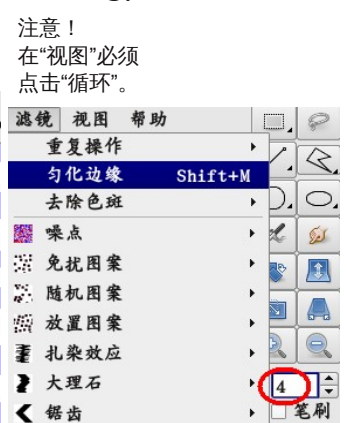 注意！
在“视图”必须
点击“循环”。
滤镜 视图 帮助
重复操作
匀化边缘 Shift+M
去除色斑
噪点
免扰图案
随机图案
放置图案
扎染效应
大理石 4
锯齿 笔刷